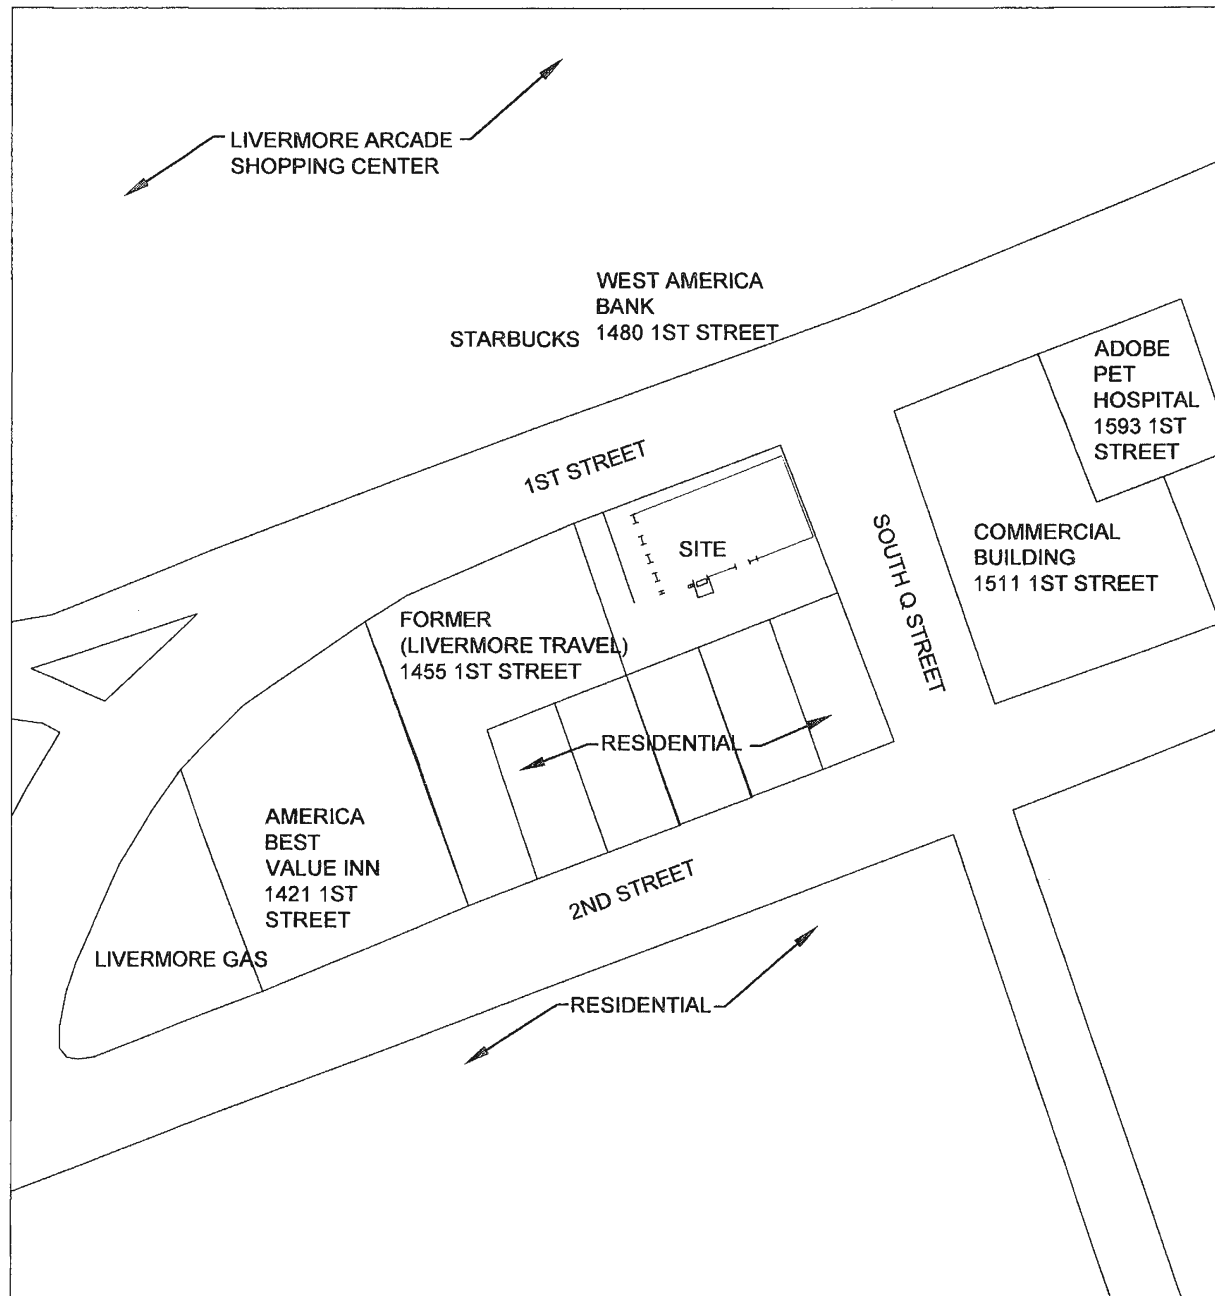 LIVERMORE ARCADE
SHOPPING CENTER
WEST AMERICA
BANK
1480 1ST STREET
STARBUCKS
ADOBE
PET
HOSPITAL
1593 1ST
STREET
1ST STREET
SITE
SOUTH Q STREET
COMMERCIAL
BUILDING
1511 1ST STREET
FORMER
(LIVERMORE TRAVEL)
1455 1ST STREET
RESIDENTIAL
AMERICA
BEST
VALUE INN
1421 1ST
STREET
2ND STREET
LIVERMORE GAS
RESIDENTIAL